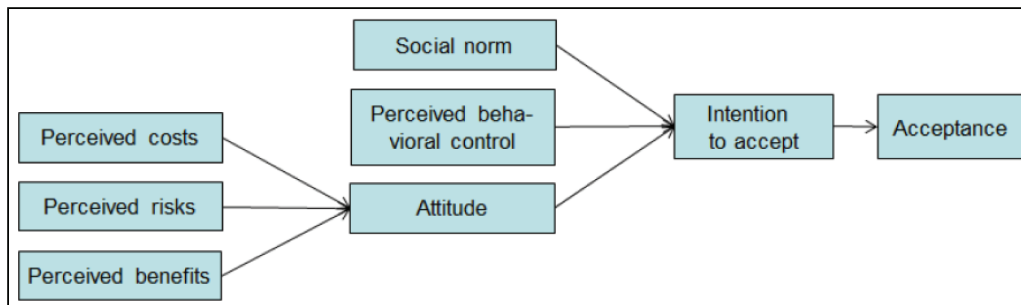 Social norm
Perceived beha-
vioral control
Intention
to accept
Acceptance
Perceived costs
Perceived risks
Attitude
Perceived benefits